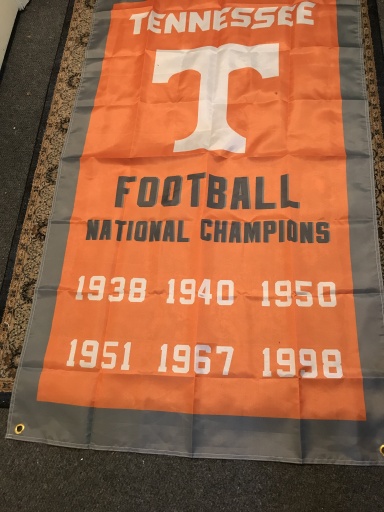 TENNESSEE
T
FOOTBALL
NATIONAL CHAMPIONS
1938 1940 1950
1951 1967 1998